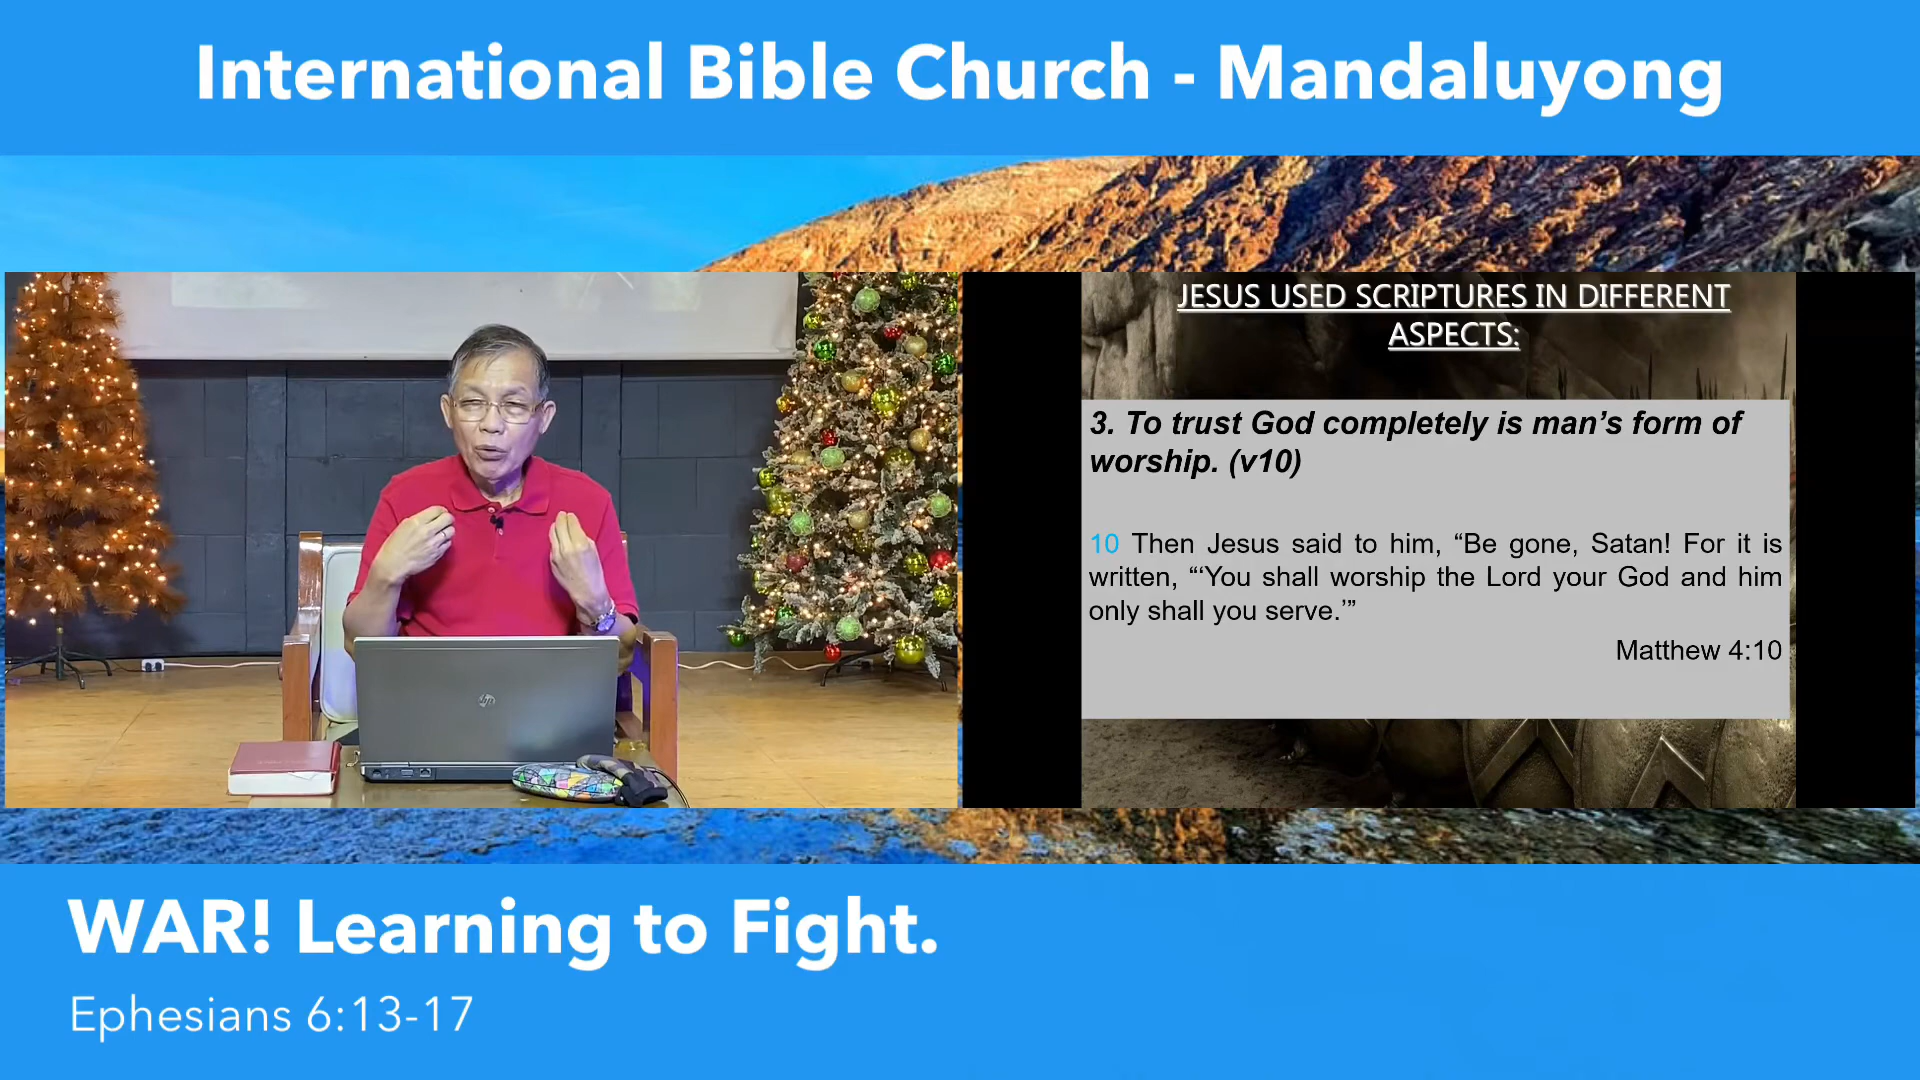 International Bible Church - Mandaluyong
JESUS USED SCRIPTURES IN DIFFERENT
ASPECTS:
3. To trust God completely is man’s form of
worship. (v10)
10 Then Jesus said to him, “Be gone, Satan! For it is
written, “‘You shall worship the Lord your God and him
only shall you serve.’”
Matthew 4:10
hp
WAR! Learning to Fight.
Ephesians 6:13-17